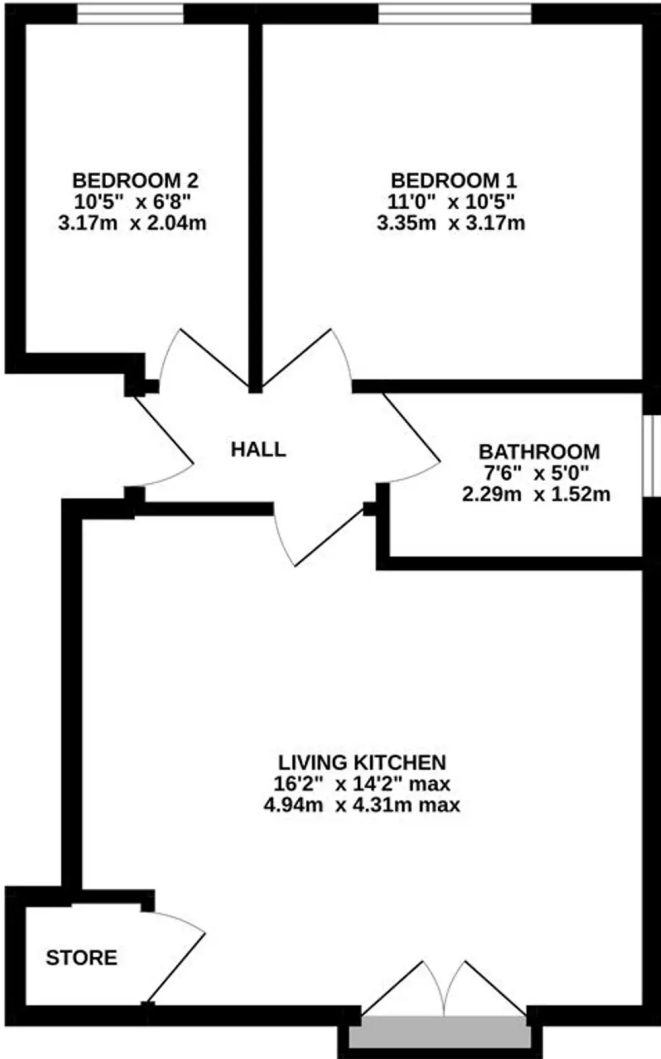 BEDROOM 2
10'5" x 6'8"
3.17m x 2.04m
BEDROOM 1
11'0" x 10'5"
3.35m x 3.17m
HALL
BATHROOM
7'6" x 5'0"
2.29m x 1.52m
LIVING KITCHEN
16'2" x 14'2" max
4.94m x 4.31m max
STORE